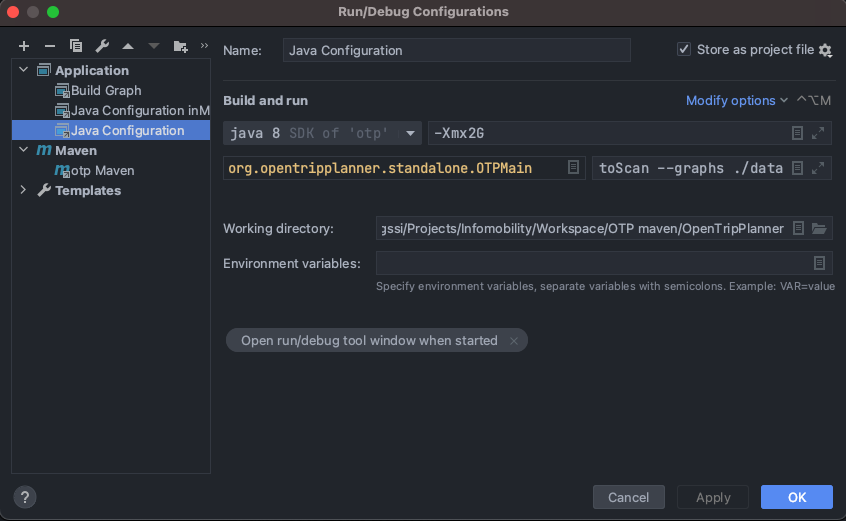 Run/Debug Configurations
Name: Java Configuration Store as project file
Application
Build Graph
Java Configuration inM
Java Configuration
Maven
otp Maven
Templates
Build and run Modify options ⌃⌥M
java 8 SDK of 'otp' -Xmx2G
org.opentripplanner.standalone.OTPMain toScan --graphs ./data
Working directory: gssi/Projects/Infomobility/Workspace/OTP maven/OpenTripPlanner
Environment variables:
Specify environment variables, separate variables with semicolons. Example: VAR=value
Open run/debug tool window when started ×
? Cancel Apply OK